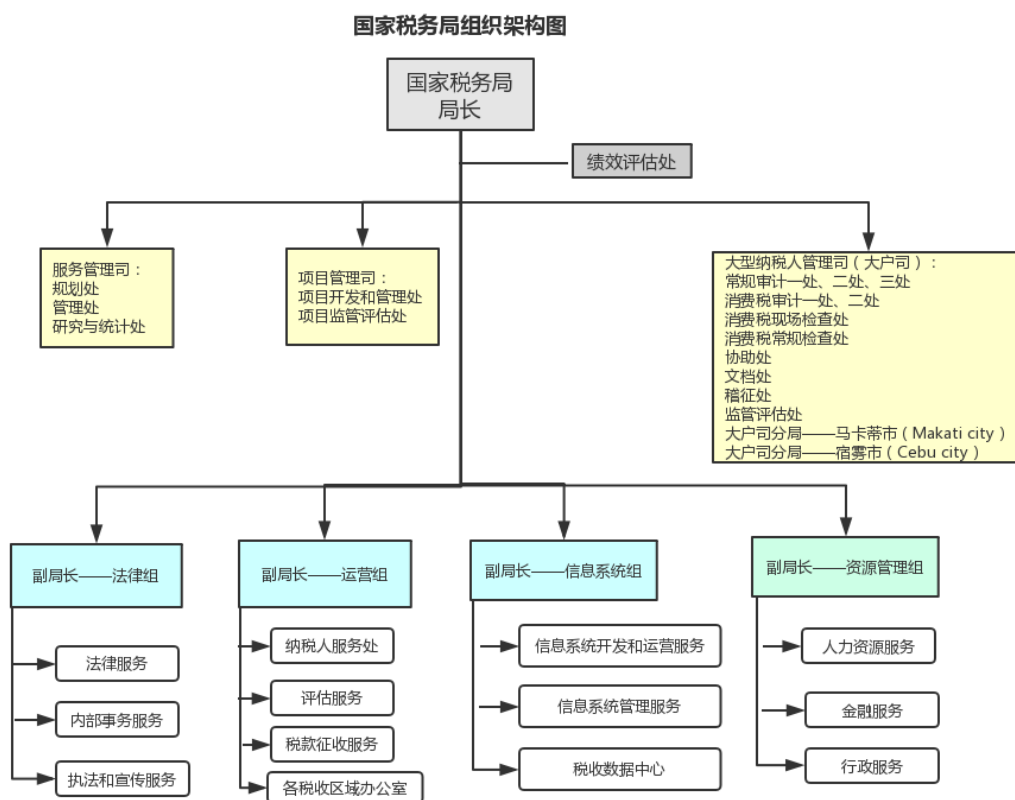 国家税务局组织架构图
国家税务局
局长
绩效评估处
服务管理司：
规划处
管理处
研究与统计处
项目管理司：
项目开发和管理处
项目监管评估处
大型纳税人管理司（大户司）：
常规审计一处、二处、三处
消费税审计一处、二处
消费税现场检查处
消费税常规检查处
协助处
文档处
稽征处
监管评估处
大户司分局——马卡蒂市（Makati city）
大户司分局——宿雾市（Cebu city）
副局长——法律组
副局长——运营组
副局长——信息系统组
副局长——资源管理组
法律服务
内部事务服务
执法和宣传服务
纳税人服务处
评估服务
税款征收服务
各税收区域办公室
信息系统开发和运营服务
信息系统管理服务
税收数据中心
人力资源服务
金融服务
行政服务